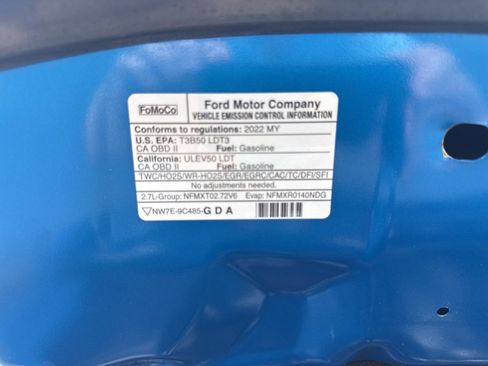 FoMoCo
Ford Motor Company
VEHICLE EMISSION CONTROL INFORMATION
Conforms to regulations: 2022 MY
U.S. EPA: T3B50 LDT3
CA OBD II Fuel: Gasoline
California: ULEV50 LDT
CA OBD II Fuel: Gasoline
TWC/HO2S/WR-HO2S/EGR/EGRC/CAC/TC/DFI/SFI
No adjustments needed.
2.7L-Group: NFMXT02.72V6 Evap: NFMXR0140NDG
NW7E-9C485-G D A